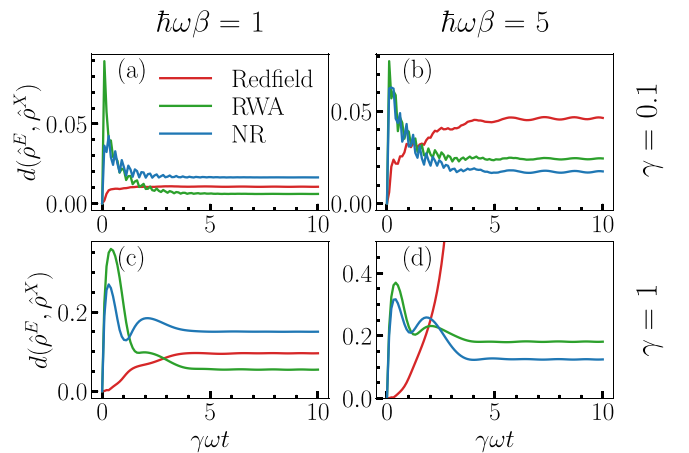 ℏωβ = 1
ℏωβ = 5
(a)
Redfield
RWA
NR
(b)
γ = 0.1
d(ρ̂^E, ρ̂^X)
0.05
0.00
0.05
0.00
0 5 10
0 5 10
(c)
(d)
γ = 1
d(ρ̂^E, ρ̂^X)
0.2
0.0
0.4
0.2
0.0
0 5 10
0 5 10
γωt
γωt